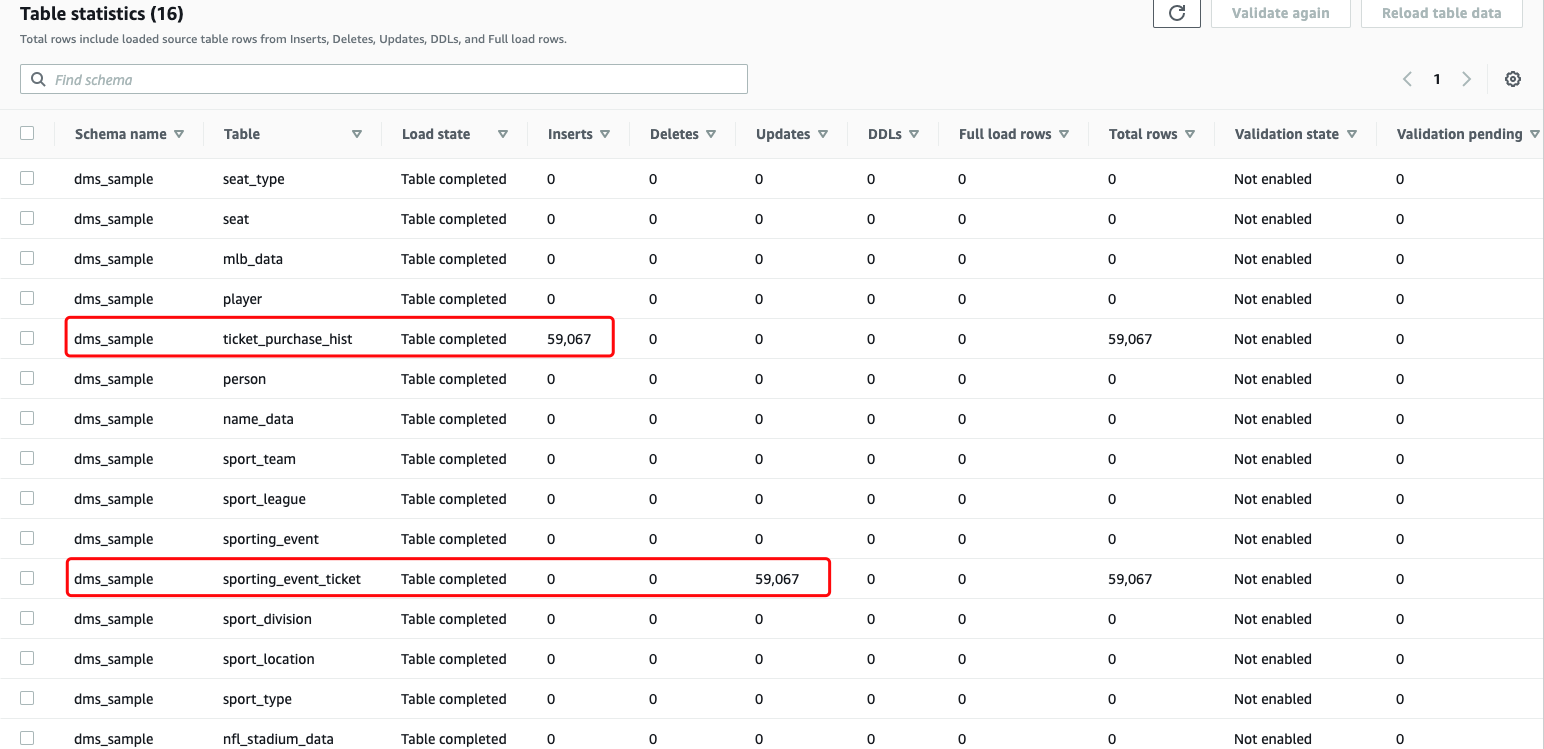 Table statistics (16)
Validate again
Reload table data
Total rows include loaded source table rows from Inserts, Deletes, Updates, DDLs, and Full load rows.
Find schema
1
Schema name Table Load state Inserts Deletes Updates DDLs Full load rows Total rows Validation state Validation pending
dms_sample seat_type Table completed 0 0 0 0 0 0 Not enabled 0
dms_sample seat Table completed 0 0 0 0 0 0 Not enabled 0
dms_sample mlb_data Table completed 0 0 0 0 0 0 Not enabled 0
dms_sample player Table completed 0 0 0 0 0 0 Not enabled 0
dms_sample ticket_purchase_hist Table completed 59,067 0 0 0 0 59,067 Not enabled 0
dms_sample person Table completed 0 0 0 0 0 0 Not enabled 0
dms_sample name_data Table completed 0 0 0 0 0 0 Not enabled 0
dms_sample sport_team Table completed 0 0 0 0 0 0 Not enabled 0
dms_sample sport_league Table completed 0 0 0 0 0 0 Not enabled 0
dms_sample sporting_event Table completed 0 0 0 0 0 0 Not enabled 0
dms_sample sporting_event_ticket Table completed 0 0 59,067 0 0 59,067 Not enabled 0
dms_sample sport_division Table completed 0 0 0 0 0 0 Not enabled 0
dms_sample sport_location Table completed 0 0 0 0 0 0 Not enabled 0
dms_sample sport_type Table completed 0 0 0 0 0 0 Not enabled 0
dms_sample nfl_stadium_data Table completed 0 0 0 0 0 0 Not enabled 0